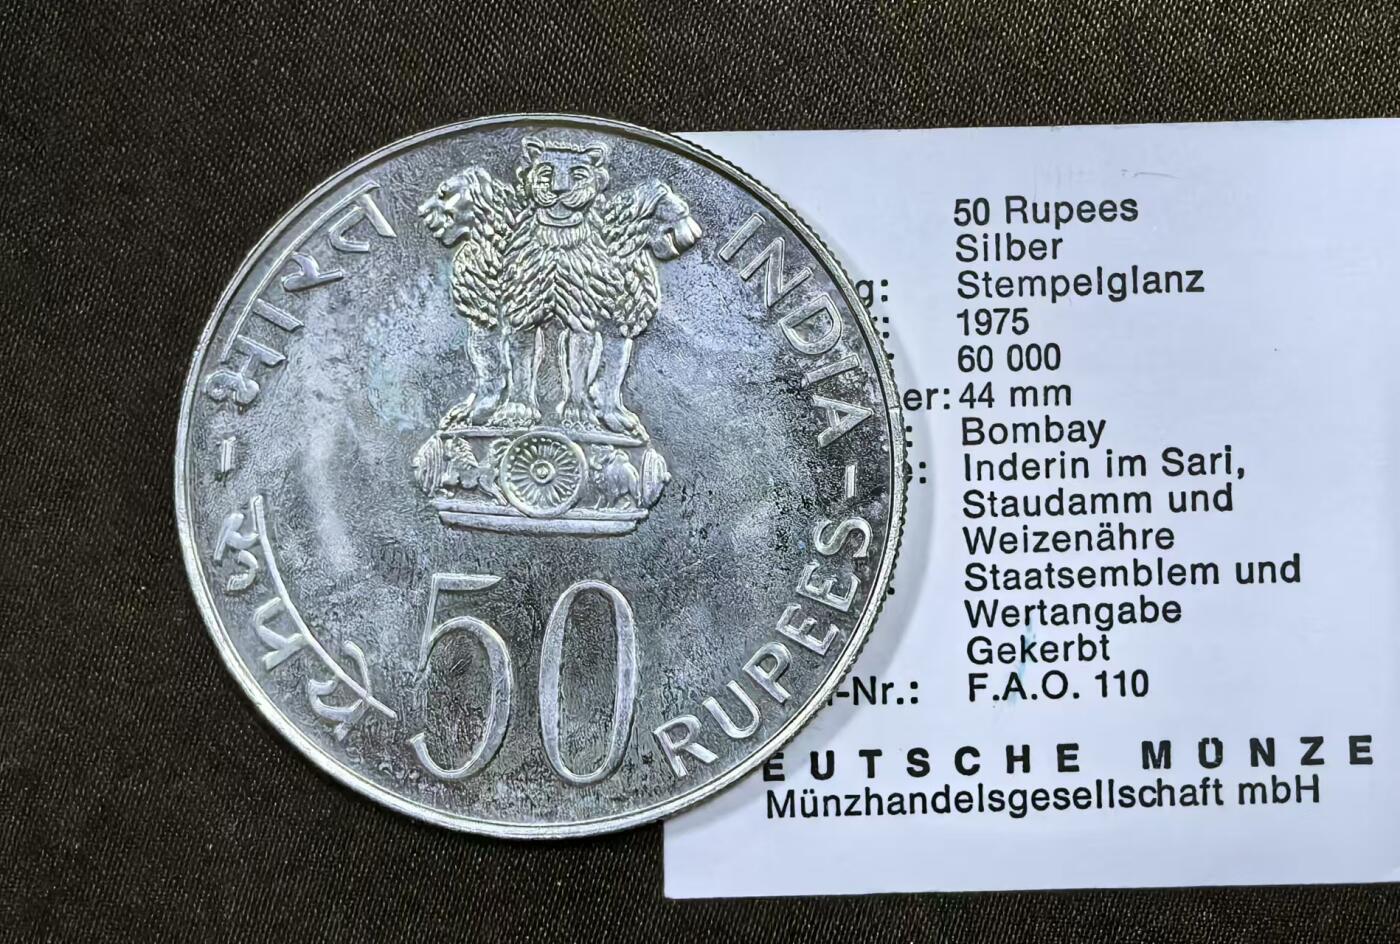 भारत
INDIA
रुपये
50
RUPEES
50 Rupees
Silber
g: Stempelglanz
: 1975
60 000
er: 44 mm
: Bombay
e: Inderin im Sari,
Staudamm und
Weizenähre
Staatsemblem und
Wertangabe
Gekerbt
-Nr.: F.A.O. 110
EUTSCHE MÜNZE
Münzhandelsgesellschaft mbH